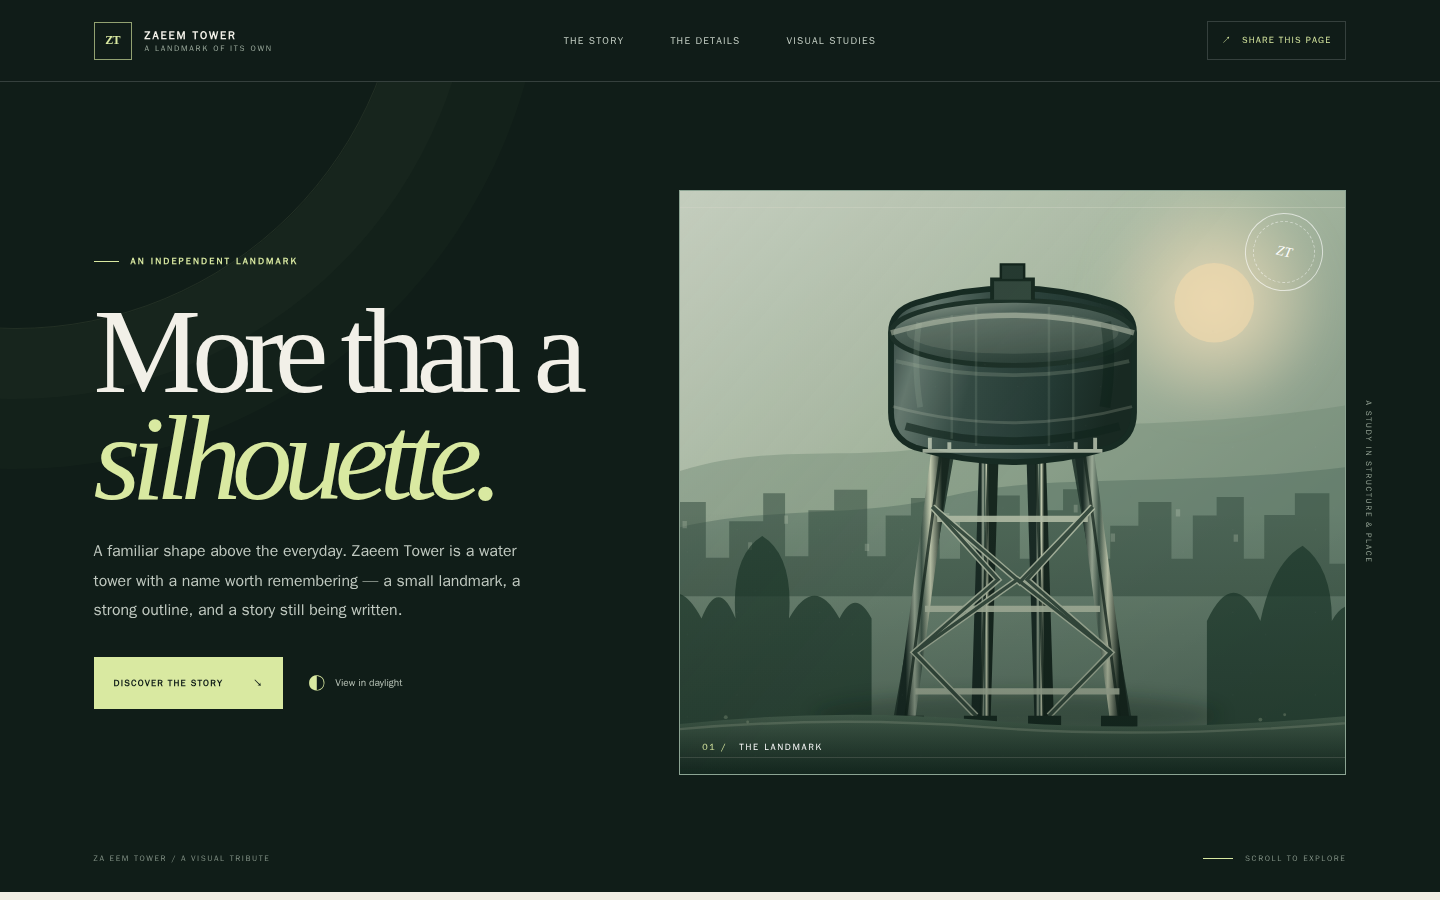 ZT
ZAEEM TOWER
A LANDMARK OF ITS OWN
THE STORY
THE DETAILS
VISUAL STUDIES
↗ SHARE THIS PAGE
AN INDEPENDENT LANDMARK
More than a
silhouette.
A familiar shape above the everyday. Zaeem Tower is a water
tower with a name worth remembering — a small landmark, a
strong outline, and a story still being written.
DISCOVER THE STORY ↘
View in daylight
ZT
01 / THE LANDMARK
A STUDY IN STRUCTURE & PLACE
ZA EEM TOWER / A VISUAL TRIBUTE
SCROLL TO EXPLORE